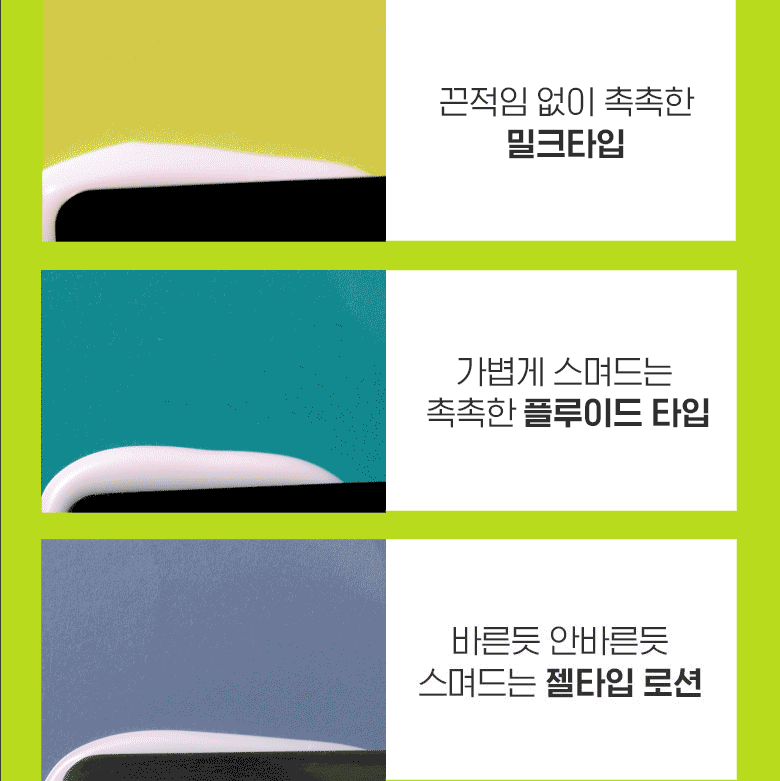 끈적임 없이 촉촉한
밀크타입
가볍게 스며드는
촉촉한 플루이드 타입
바른듯 안바른듯
스며드는 젤타입 로션